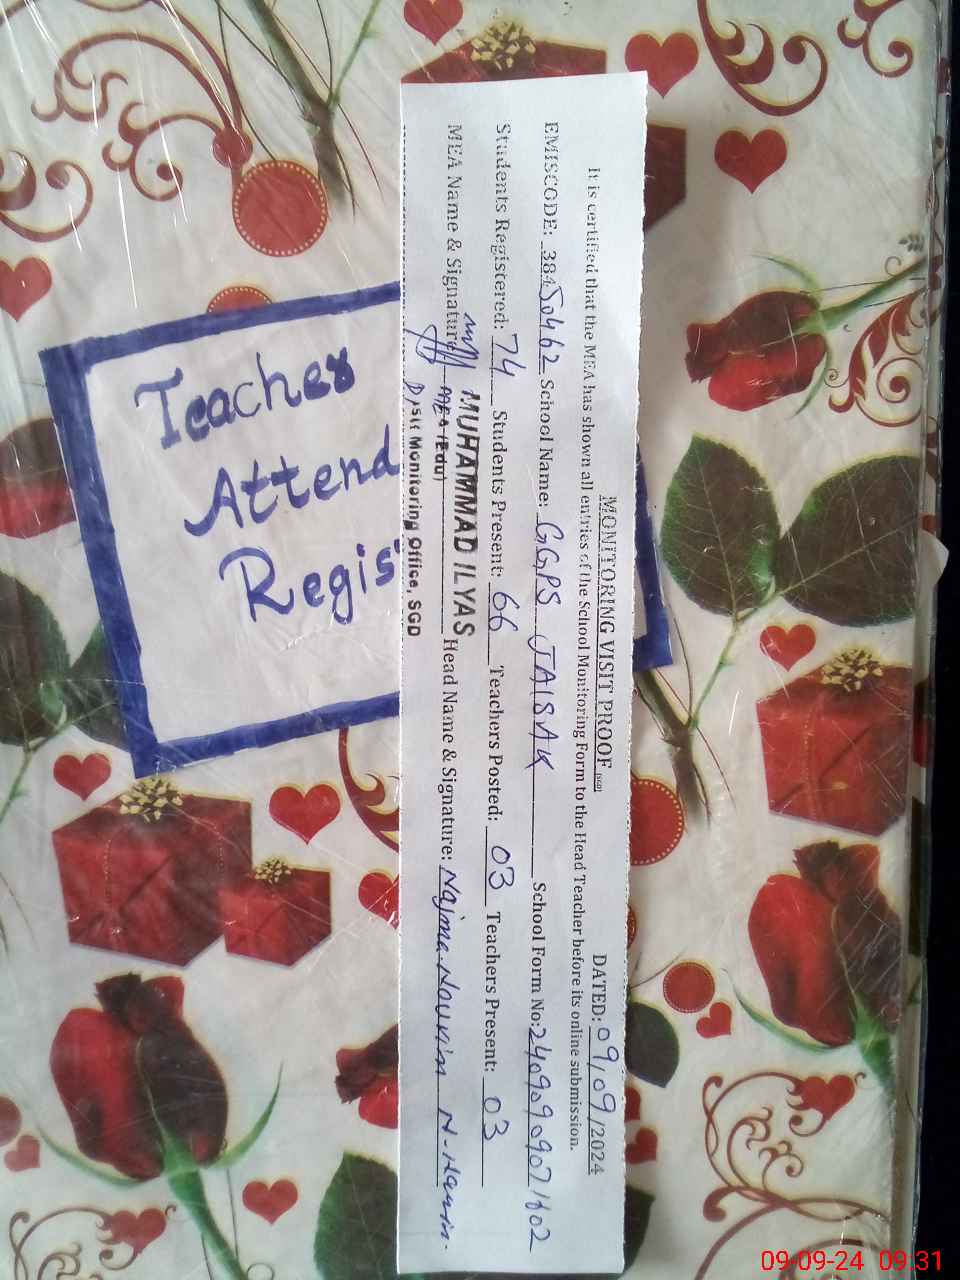 MONITORING VISIT PROOF (SGD) DATED: 09/09/2024
It is certified that the MEA has shown all entries of the School Monitoring Form to the Head Teacher before its online submission.
EMISCODE: 38450462 School Name: GGPS JAISAK School Form No:
Students Registered: 74 Students Present: 66 Teachers Posted: 03 Teachers Present: 03
MEA Name & Signature: MUHAMMAD ILYAS Head Name & Signature: Najma
MEA (Edu)
Distt Monitoring Office, SGD
Teacher
Attend
Regis
09-09-24 09.31